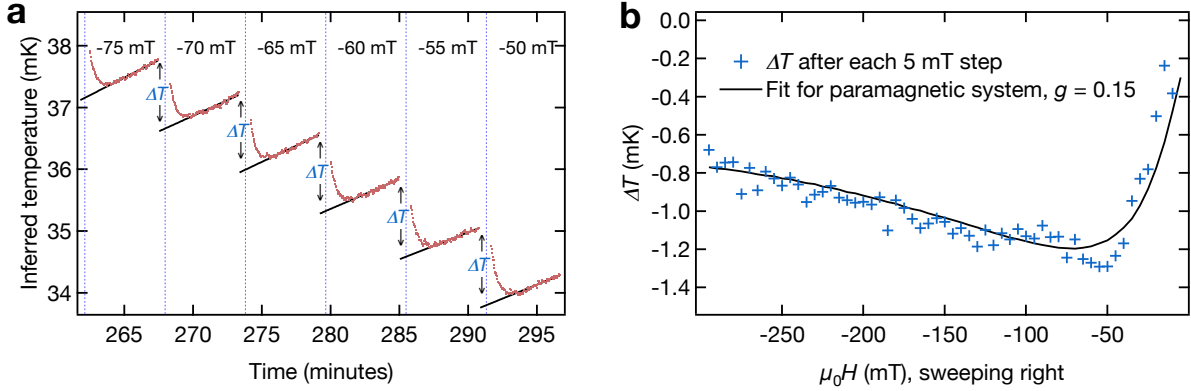 a
-75 mT -70 mT -65 mT -60 mT -55 mT -50 mT
38
37
36
35
34
Inferred temperature (mK)
ΔT
ΔT
ΔT
ΔT
ΔT
ΔT
265 270 275 280 285 290 295
Time (minutes)
b
0.0
-0.2
-0.4
-0.6
-0.8
-1.0
-1.2
-1.4
ΔT (mK)
ΔT after each 5 mT step
Fit for paramagnetic system, g = 0.15
-250 -200 -150 -100 -50
μ₀H (mT), sweeping right